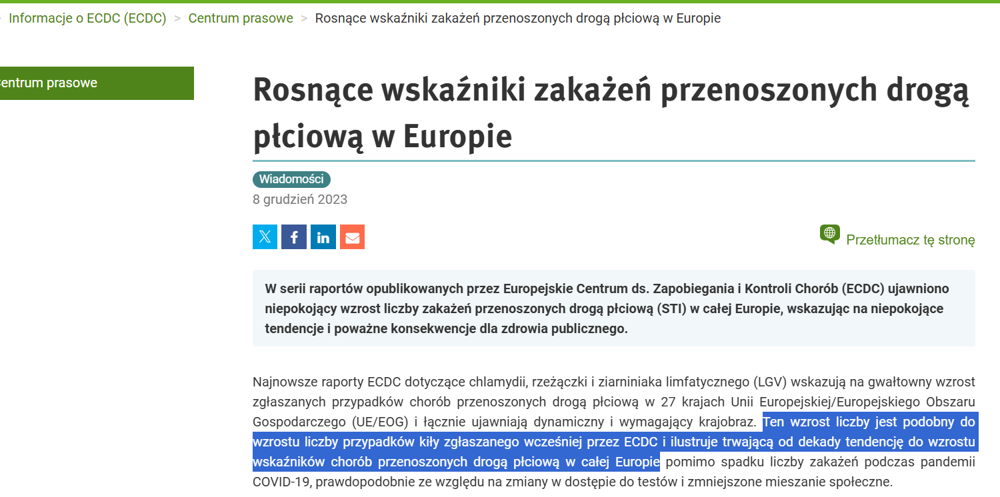 Informacje o ECDC (ECDC) > Centrum prasowe > Rosnące wskaźniki zakażeń przenoszonych drogą płciową w Europie
entrum prasowe
Rosnące wskaźniki zakażeń przenoszonych drogą
płciową w Europie
Wiadomości
8 grudzień 2023
Przetłumacz tę stronę
W serii raportów opublikowanych przez Europejskie Centrum ds. Zapobiegania i Kontroli Chorób (ECDC) ujawniono
niepokojący wzrost liczby zakażeń przenoszonych drogą płciową (STI) w całej Europie, wskazując na niepokojące
tendencje i poważne konsekwencje dla zdrowia publicznego.
Najnowsze raporty ECDC dotyczące chlamydii, rzeżączki i ziarniniaka limfatycznego (LGV) wskazują na gwałtowny wzrost
zgłaszanych przypadków chorób przenoszonych drogą płciową w 27 krajach Unii Europejskiej/Europejskiego Obszaru
Gospodarczego (UE/EOG) i łącznie ujawniają dynamiczny i wymagający krajobraz. Ten wzrost liczby jest podobny do
wzrostu liczby przypadków kiły zgłaszanego wcześniej przez ECDC i ilustruje trwającą od dekady tendencję do wzrostu
wskaźników chorób przenoszonych drogą płciową w całej Europie pomimo spadku liczby zakażeń podczas pandemii
COVID-19, prawdopodobnie ze względu na zmiany w dostępie do testów i zmniejszone mieszanie społeczne.